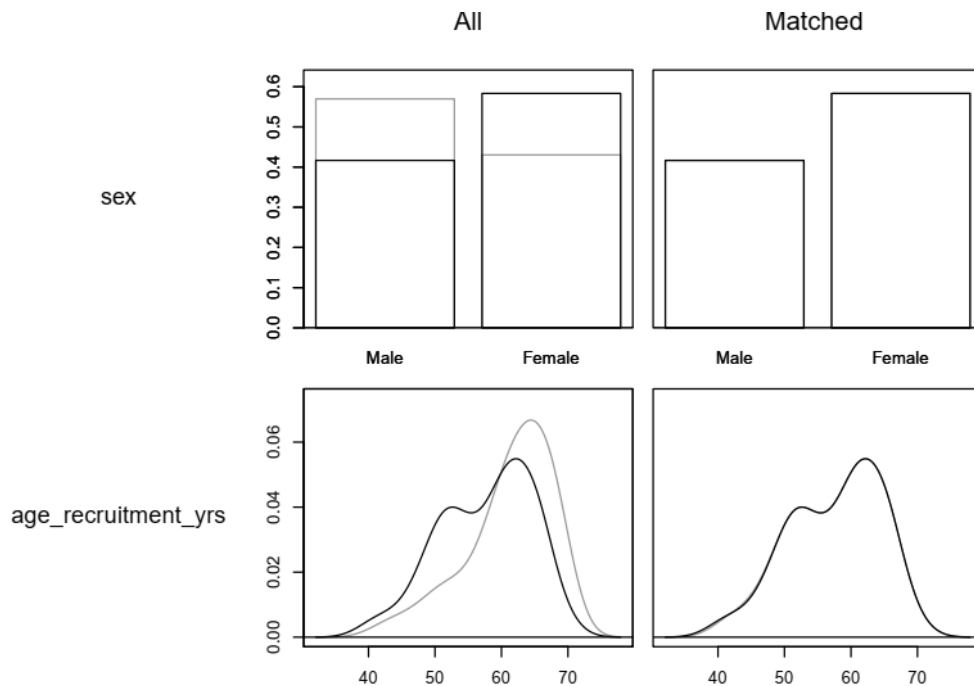 All Matched
sex
0.0 0.1 0.2 0.3 0.4 0.5 0.6
Male Female Male Female
age_recruitment_yrs
0.00 0.02 0.04 0.06
40 50 60 70 40 50 60 70